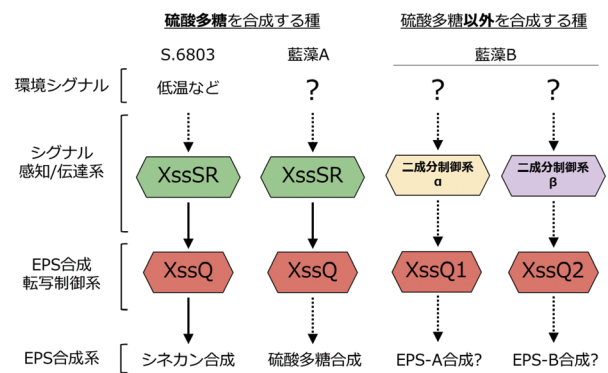 硫酸多糖を合成する種
硫酸多糖以外を合成する種
S.6803
藍藻A
藍藻B
環境シグナル
低温など
?
?
?
シグナル
感知/伝達系
XssSR
XssSR
二成分制御系
α
二成分制御系
β
EPS合成
転写制御系
XssQ
XssQ
XssQ1
XssQ2
EPS合成系
シネカン合成
硫酸多糖合成
EPS-A合成?
EPS-B合成?